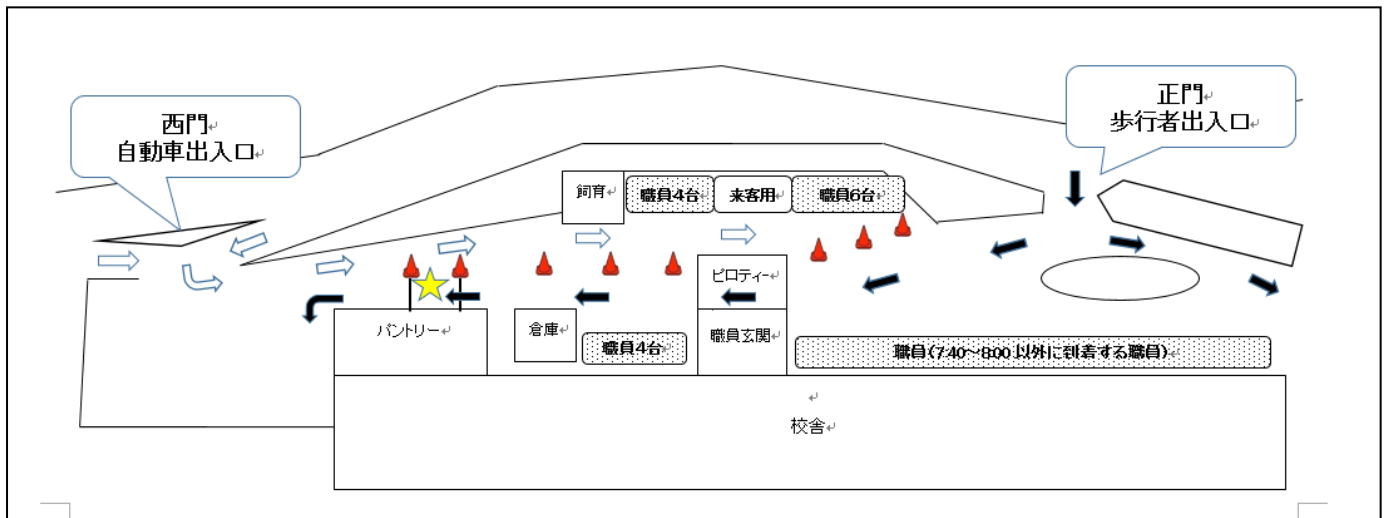 西門
自動車出入口
正門
歩行者出入口
飼育
職員4台
来客用
職員6台
ピロティー
パントリー
倉庫
職員4台
職員玄関
職員(7:40～8:00以外に到着する職員)
校舎